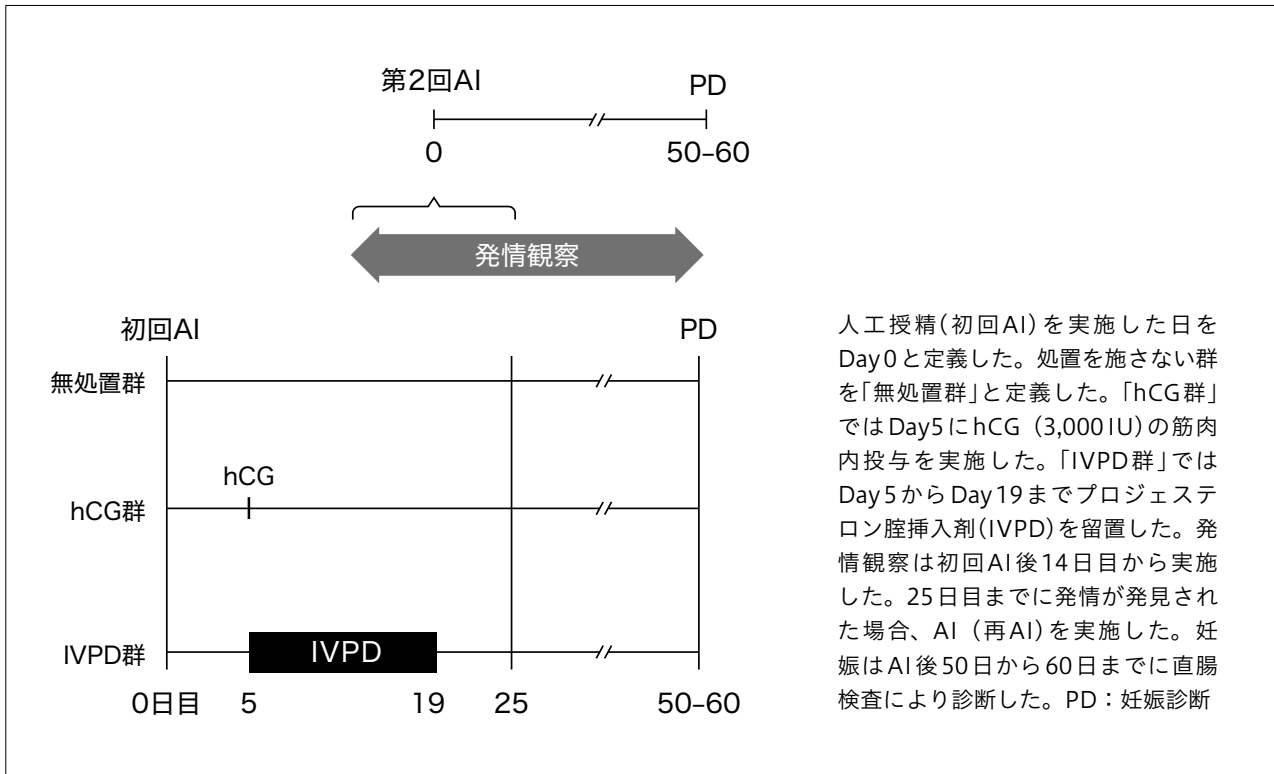 第2回AI
PD
0
50–60
発情観察
初回AI
PD
無処置群
hCG
hCG群
IVPD群
IVPD
0日目
5
19
25
50–60
人工授精(初回AI)を実施した日を
Day0と定義した。処置を施さない群
を「無処置群」と定義した。「hCG群」
ではDay5にhCG (3,000IU)の筋肉
内投与を実施した。「IVPD群」では
Day5からDay19までプロジェステ
ロン腟挿入剤(IVPD)を留置した。発
情観察は初回AI後14日目から実施
した。25日目までに発情が発見され
た場合、AI (再AI)を実施した。妊
娠はAI後50日から60日までに直腸
検査により診断した。PD：妊娠診断